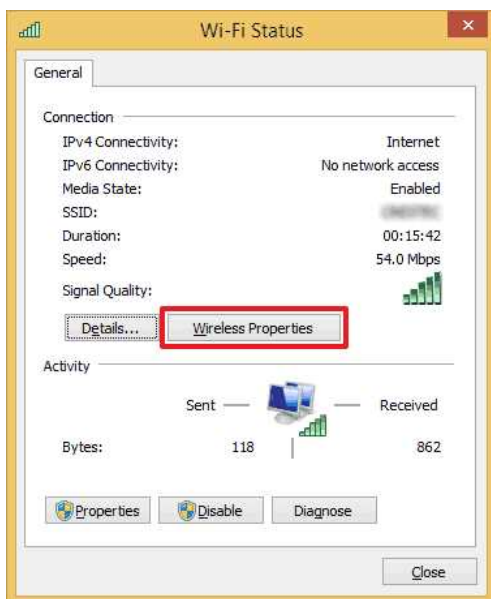 Wi-Fi Status
General
Connection
IPv4 Connectivity: Internet
IPv6 Connectivity: No network access
Media State: Enabled
SSID:
Duration: 00:15:42
Speed: 54.0 Mbps
Signal Quality:
Details... Wireless Properties
Activity
Sent Received
Bytes: 118 862
Properties Disable Diagnose
Close